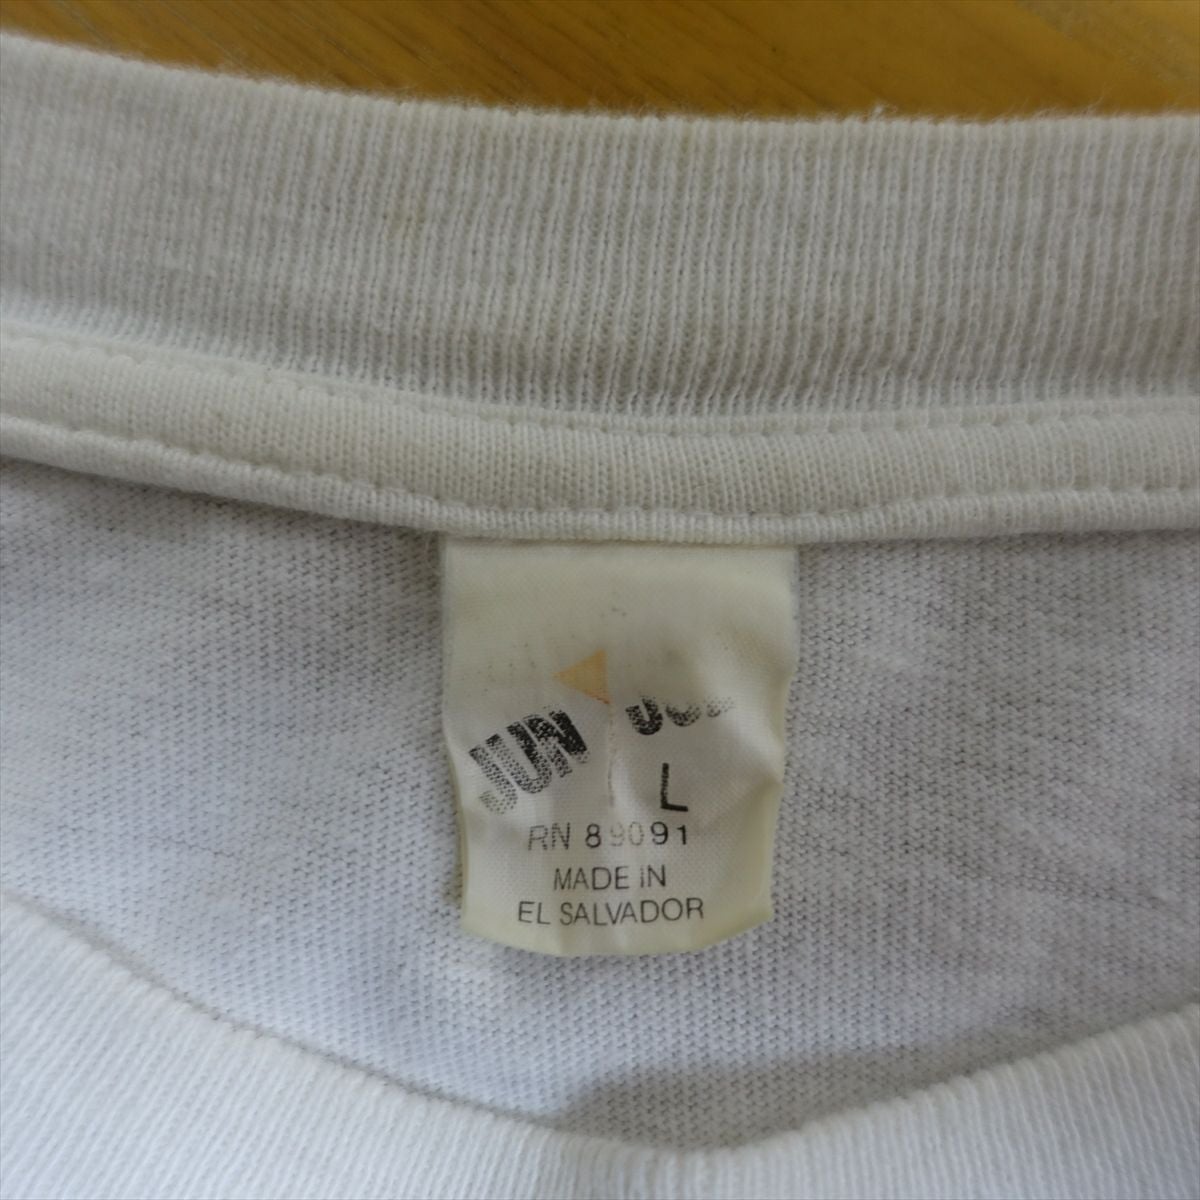 JUN
L
RN 89091
MADE IN
EL SALVADOR